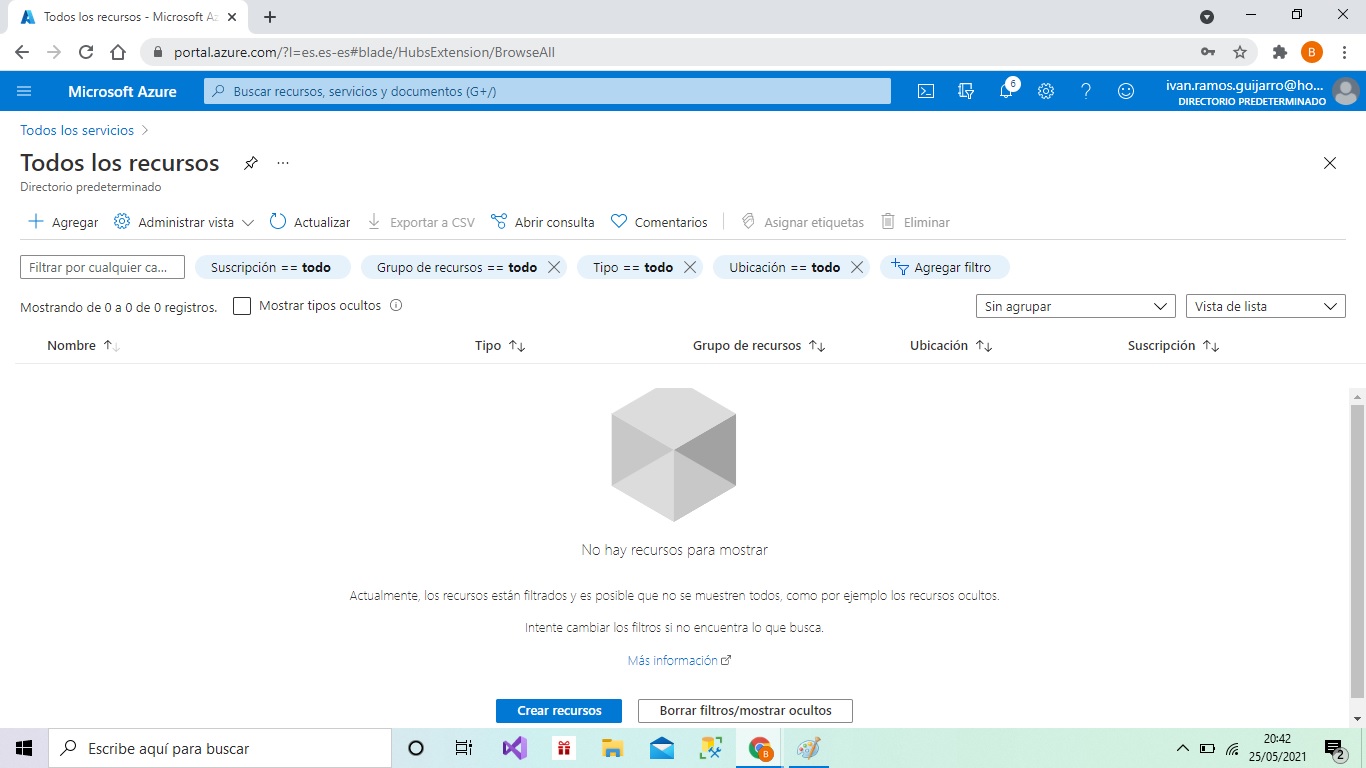 Todos los recursos - Microsoft Az
portal.azure.com/?l=es.es-es#blade/HubsExtension/BrowseAll
B
Microsoft Azure
Buscar recursos, servicios y documentos (G+/)
6
ivan.ramos.guijarro@ho...
DIRECTORIO PREDETERMINADO
Todos los servicios
Todos los recursos
Directorio predeterminado
Agregar Administrar vista Actualizar Exportar a CSV Abrir consulta Comentarios Asignar etiquetas Eliminar
Filtrar por cualquier ca... Suscripción == todo Grupo de recursos == todo Tipo == todo Ubicación == todo Agregar filtro
Mostrando de 0 a 0 de 0 registros. Mostrar tipos ocultos Sin agrupar Vista de lista
Nombre Tipo Grupo de recursos Ubicación Suscripción
No hay recursos para mostrar
Actualmente, los recursos están filtrados y es posible que no se muestren todos, como por ejemplo los recursos ocultos.
Intente cambiar los filtros si no encuentra lo que busca.
Más información
Crear recursos Borrar filtros/mostrar ocultos
Escribe aquí para buscar
B
20:42
25/05/2021
2